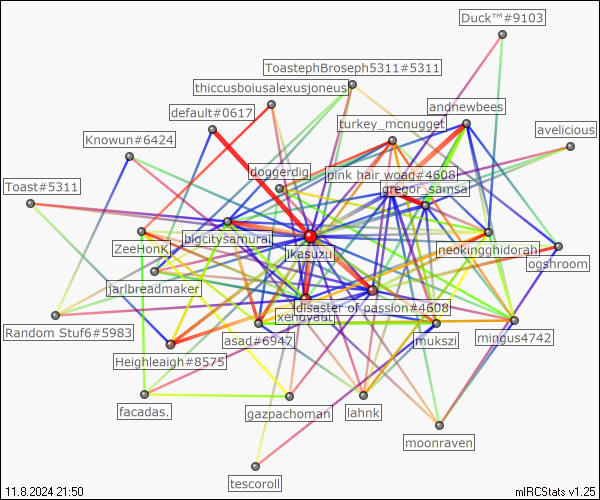 Duck™#9103
ToastephBroseph5311#5311
thiccusboiusalexusjoneus
andnewbees
default#0617
turkey_mcnugget
avelicious
Knowun#6424
doggerdig
pink hair woag#4608
Toast#5311
gregor_samsa
bigcitysamurai
ZeeHonK
jikasuzu
neokingghidorah
ogshroom
jarlbreadmaker
disaster of passion#4608
xenovaut
Random Stuf6#5983
asad#6947
mukszi
mingus4742
Heighleaigh#8575
facadas.
gazpachoman
lahnk
moonraven
tescoroll
11.8.2024 21:50
mIRCStats v1.25